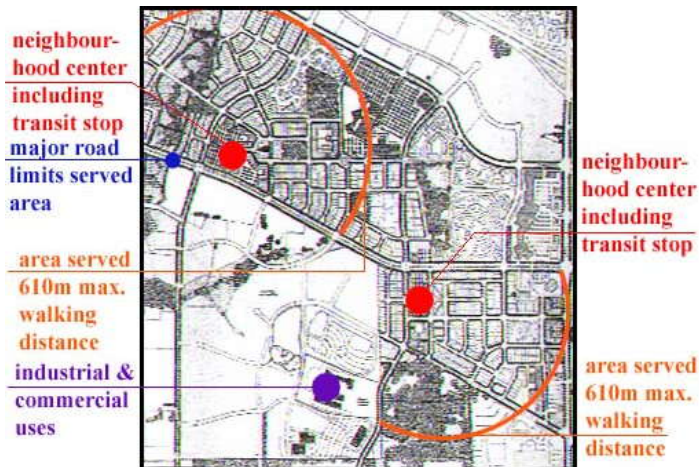 neighbour-
hood center
including
transit stop
major road
limits served
area
area served
610m max.
walking
distance
industrial &
commercial
uses
neighbour-
hood center
including
transit stop
area served
610m max.
walking
distance